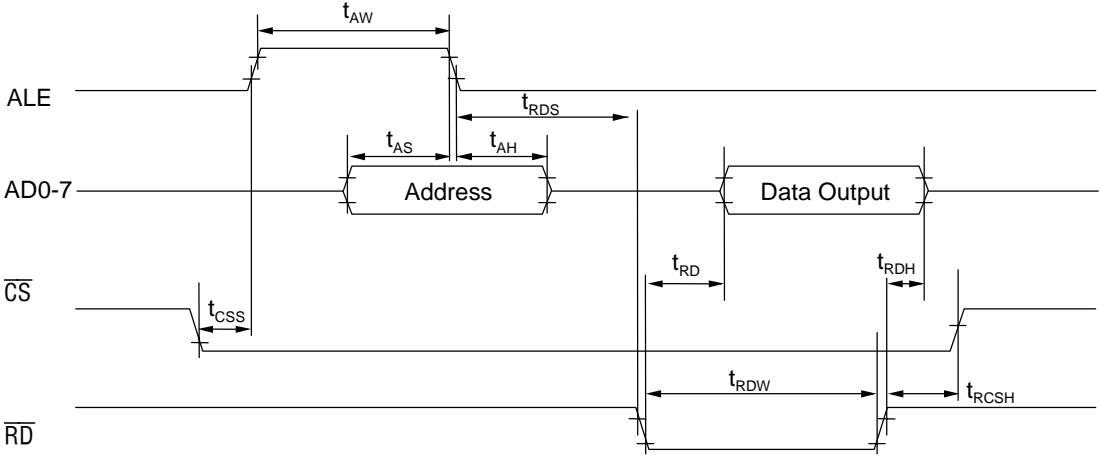 tAW
ALE
tRDS
tAS
tAH
AD0-7
Address
Data Output
tRD
tRDH
CS
tCSS
tRDW
tRCSH
RD